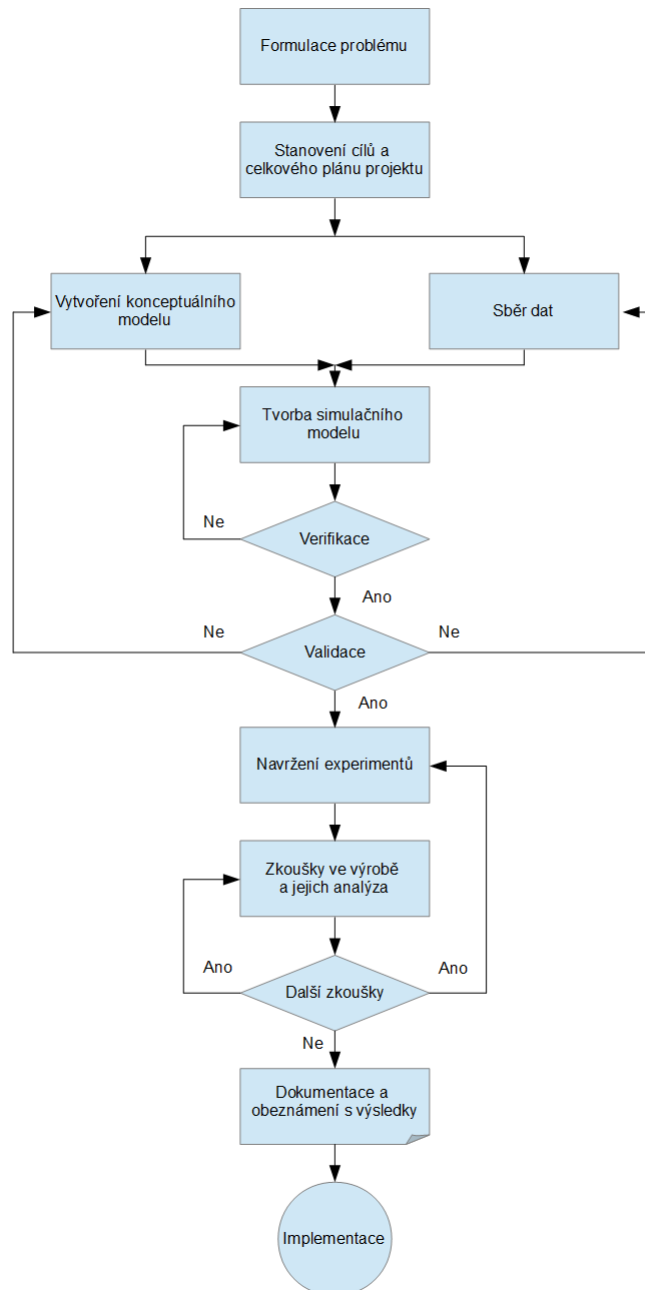 Formulace problému
Stanovení cílů a
celkového plánu projektu
Vytvoření konceptuálního
modelu
Sběr dat
Tvorba simulačního
modelu
Ne
Verifikace
Ano
Ne
Validace
Ne
Ano
Navržení experimentů
Zkoušky ve výrobě
a jejich analýza
Ano
Další zkoušky
Ano
Ne
Dokumentace a
obeznámení s výsledky
Implementace